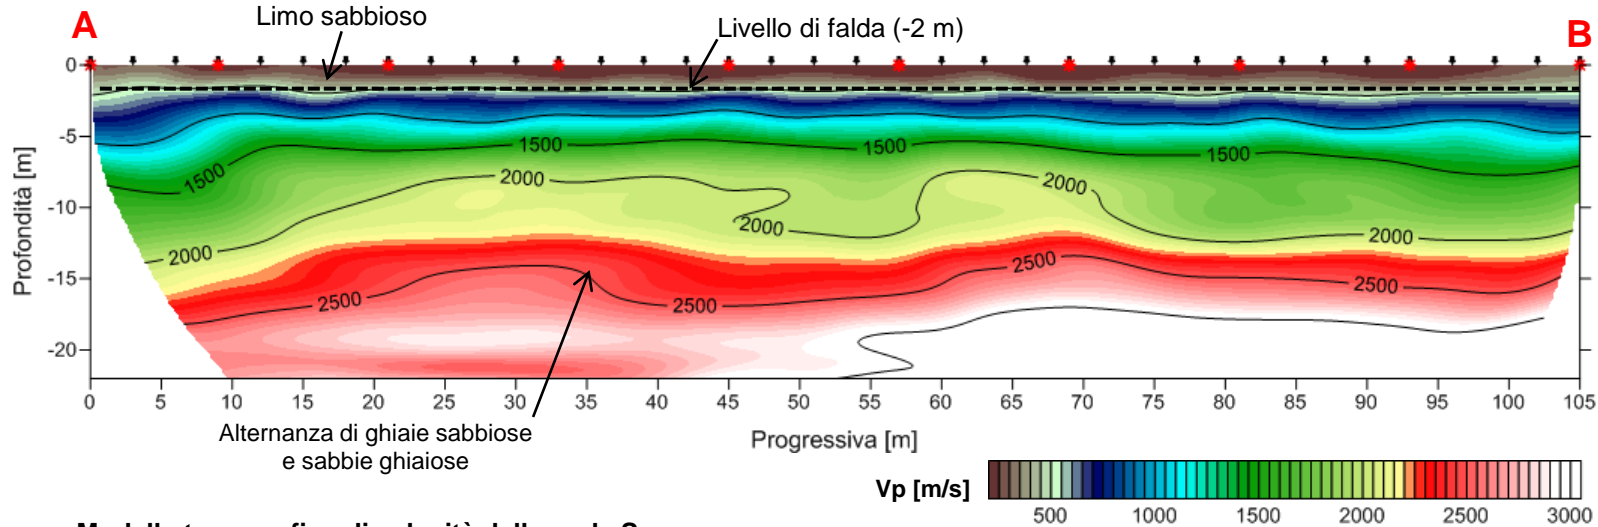 A
Limo sabbioso
Livello di falda (-2 m)
B
0
-5
-10
-15
-20
Profondità [m]
1500
1500
1500
1500
2000
2000
2000
2000
2000
2500
2500
2500
2500
0 5 10 15 20 25 30 35 40 45 50 55 60 65 70 75 80 85 90 95 100 105
Progressiva [m]
Alternanza di ghiaie sabbiose
e sabbie ghiaiose
Vp [m/s]
500 1000 1500 2000 2500 3000